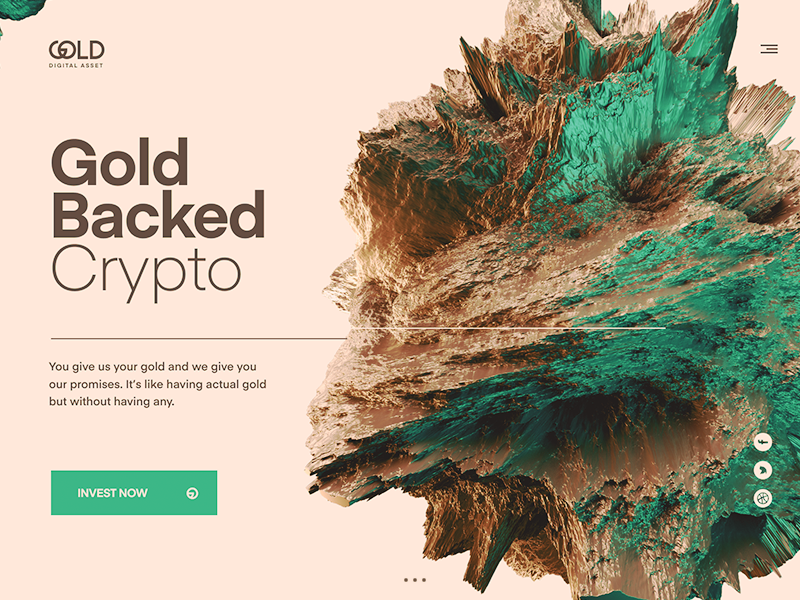 GOLD
DIGITAL ASSET
Gold
Backed
Crypto
You give us your gold and we give you
our promises. It’s like having actual gold
but without having any.
INVEST NOW